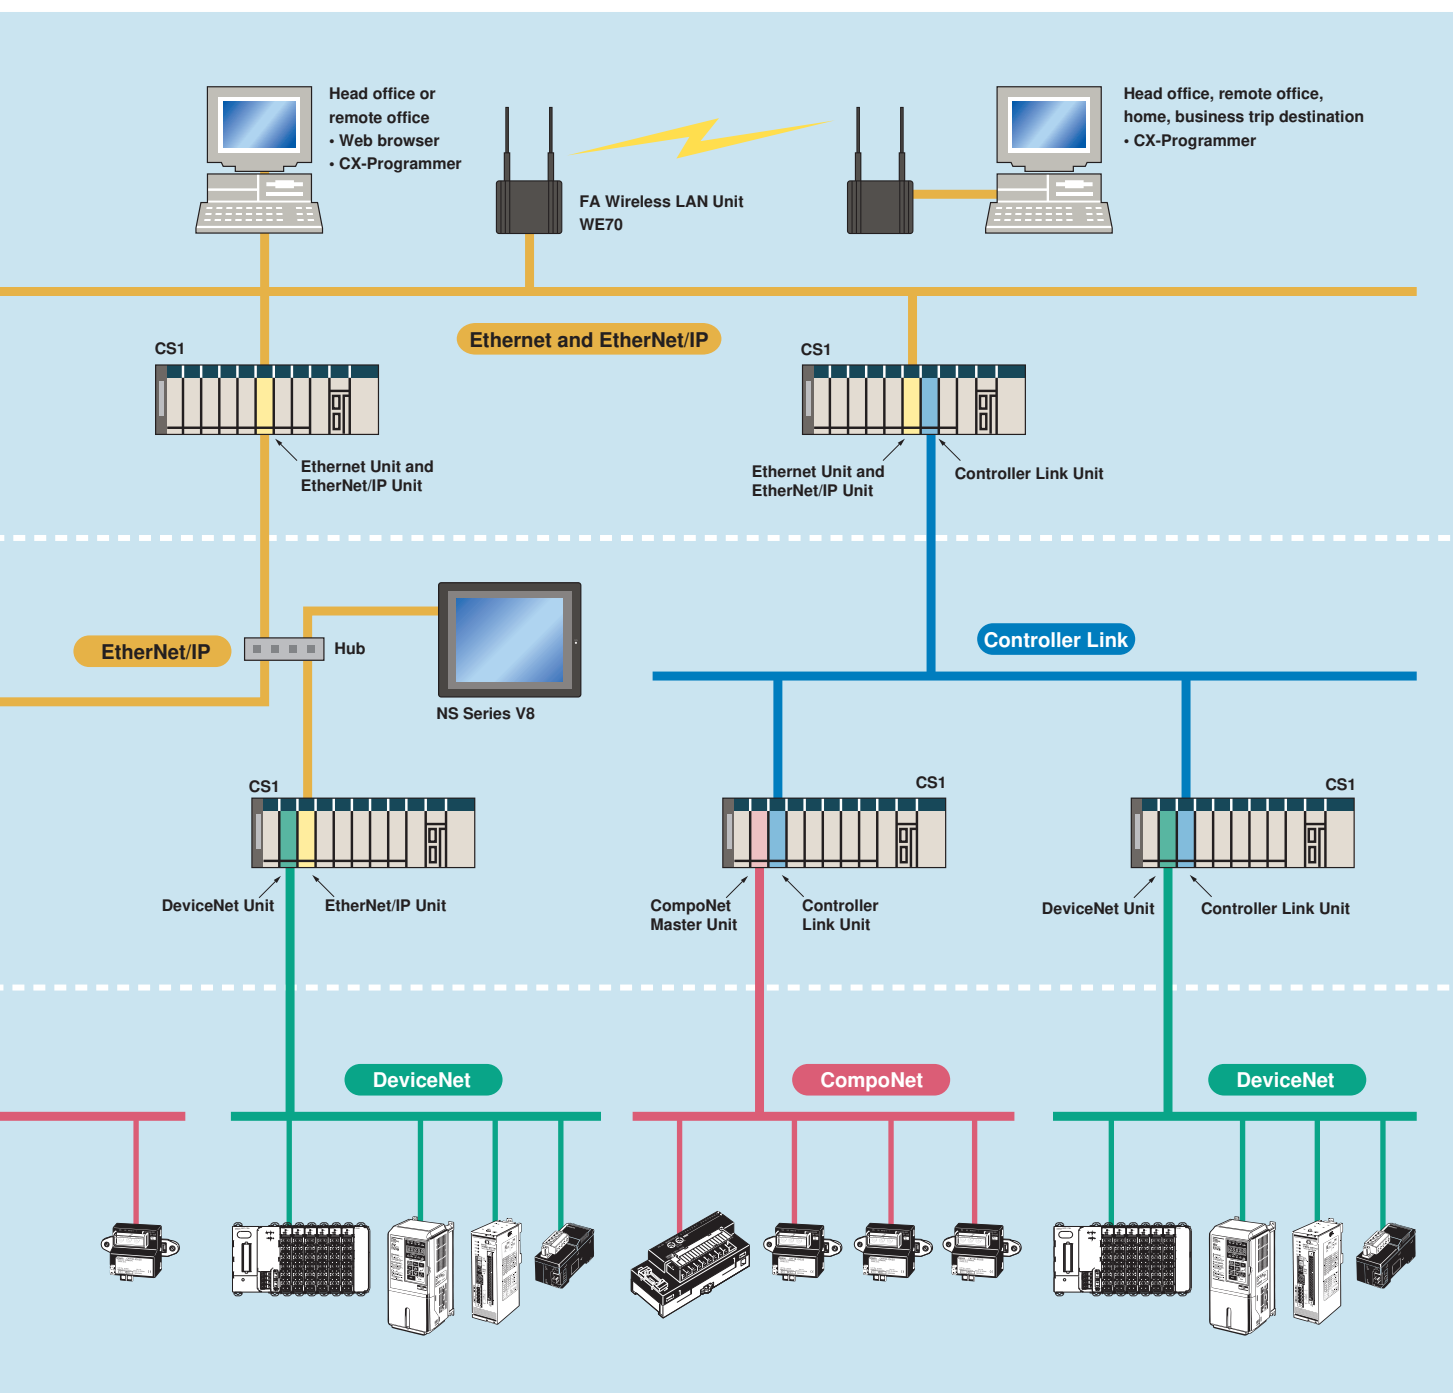 Head office or
remote office
• Web browser
• CX-Programmer
FA Wireless LAN Unit
WE70
Head office, remote office,
home, business trip destination
• CX-Programmer
Ethernet and EtherNet/IP
CS1
CS1
Ethernet Unit and
EtherNet/IP Unit
Ethernet Unit and
EtherNet/IP Unit
Controller Link Unit
EtherNet/IP
Hub
NS Series V8
Controller Link
CS1
CS1
CS1
DeviceNet Unit
EtherNet/IP Unit
CompoNet
Master Unit
Controller
Link Unit
DeviceNet Unit
Controller Link Unit
DeviceNet
CompoNet
DeviceNet